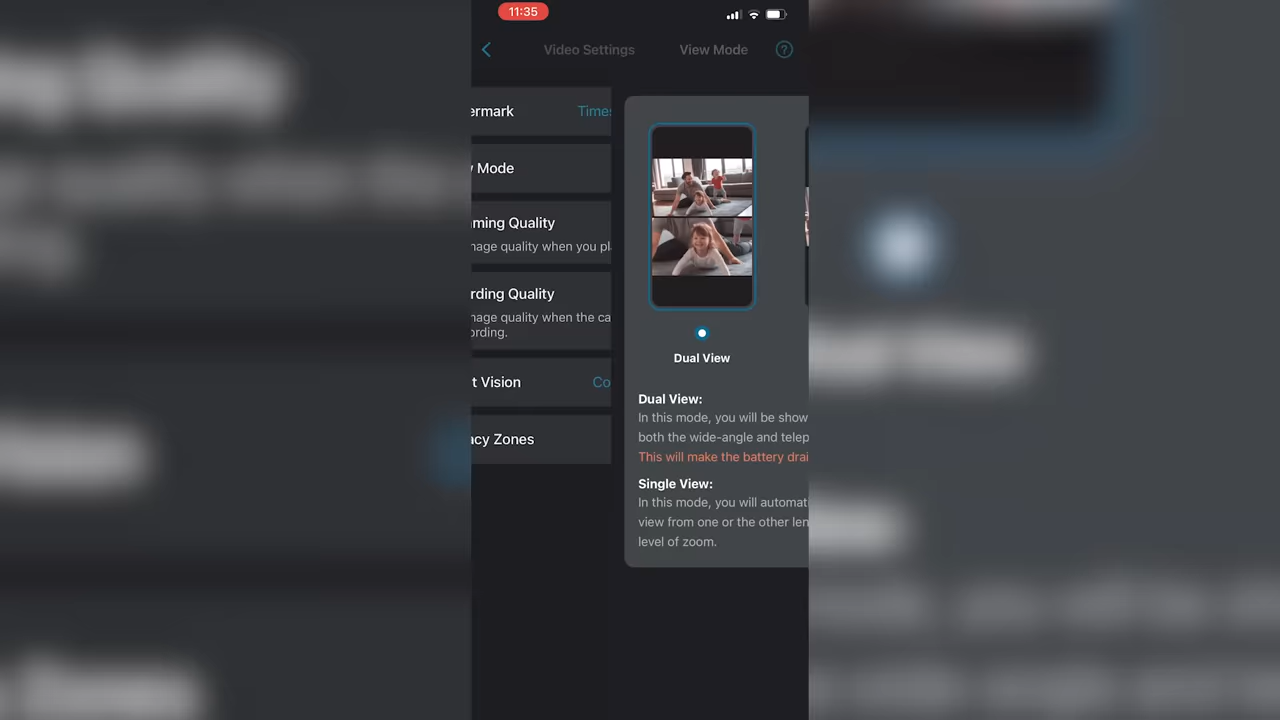 11:35
Video Settings
View Mode
?
ermark
Times
Mode
ming Quality
nage quality when you pl
rding Quality
nage quality when the ca
ording.
t Vision
Co
acy Zones
Dual View
Dual View:
In this mode, you will be show
both the wide-angle and telep
This will make the battery drai
Single View:
In this mode, you will automat
view from one or the other len
level of zoom.